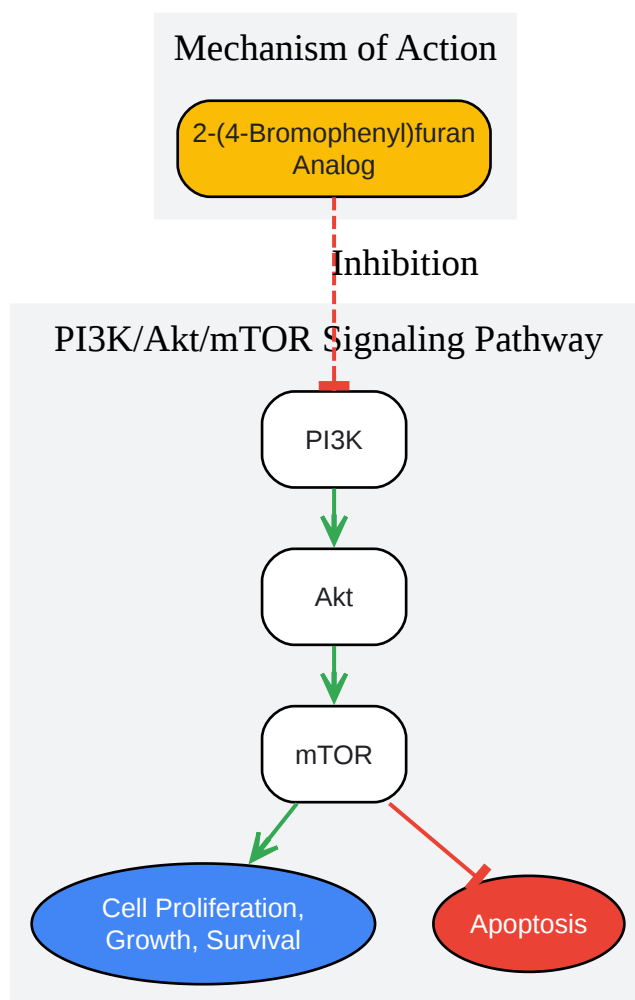 Mechanism of Action
2-(4-Bromophenyl)furan
Analog
Inhibition
PI3K/Akt/mTOR Signaling Pathway
PI3K
Akt
mTOR
Cell Proliferation,
Growth, Survival
Apoptosis